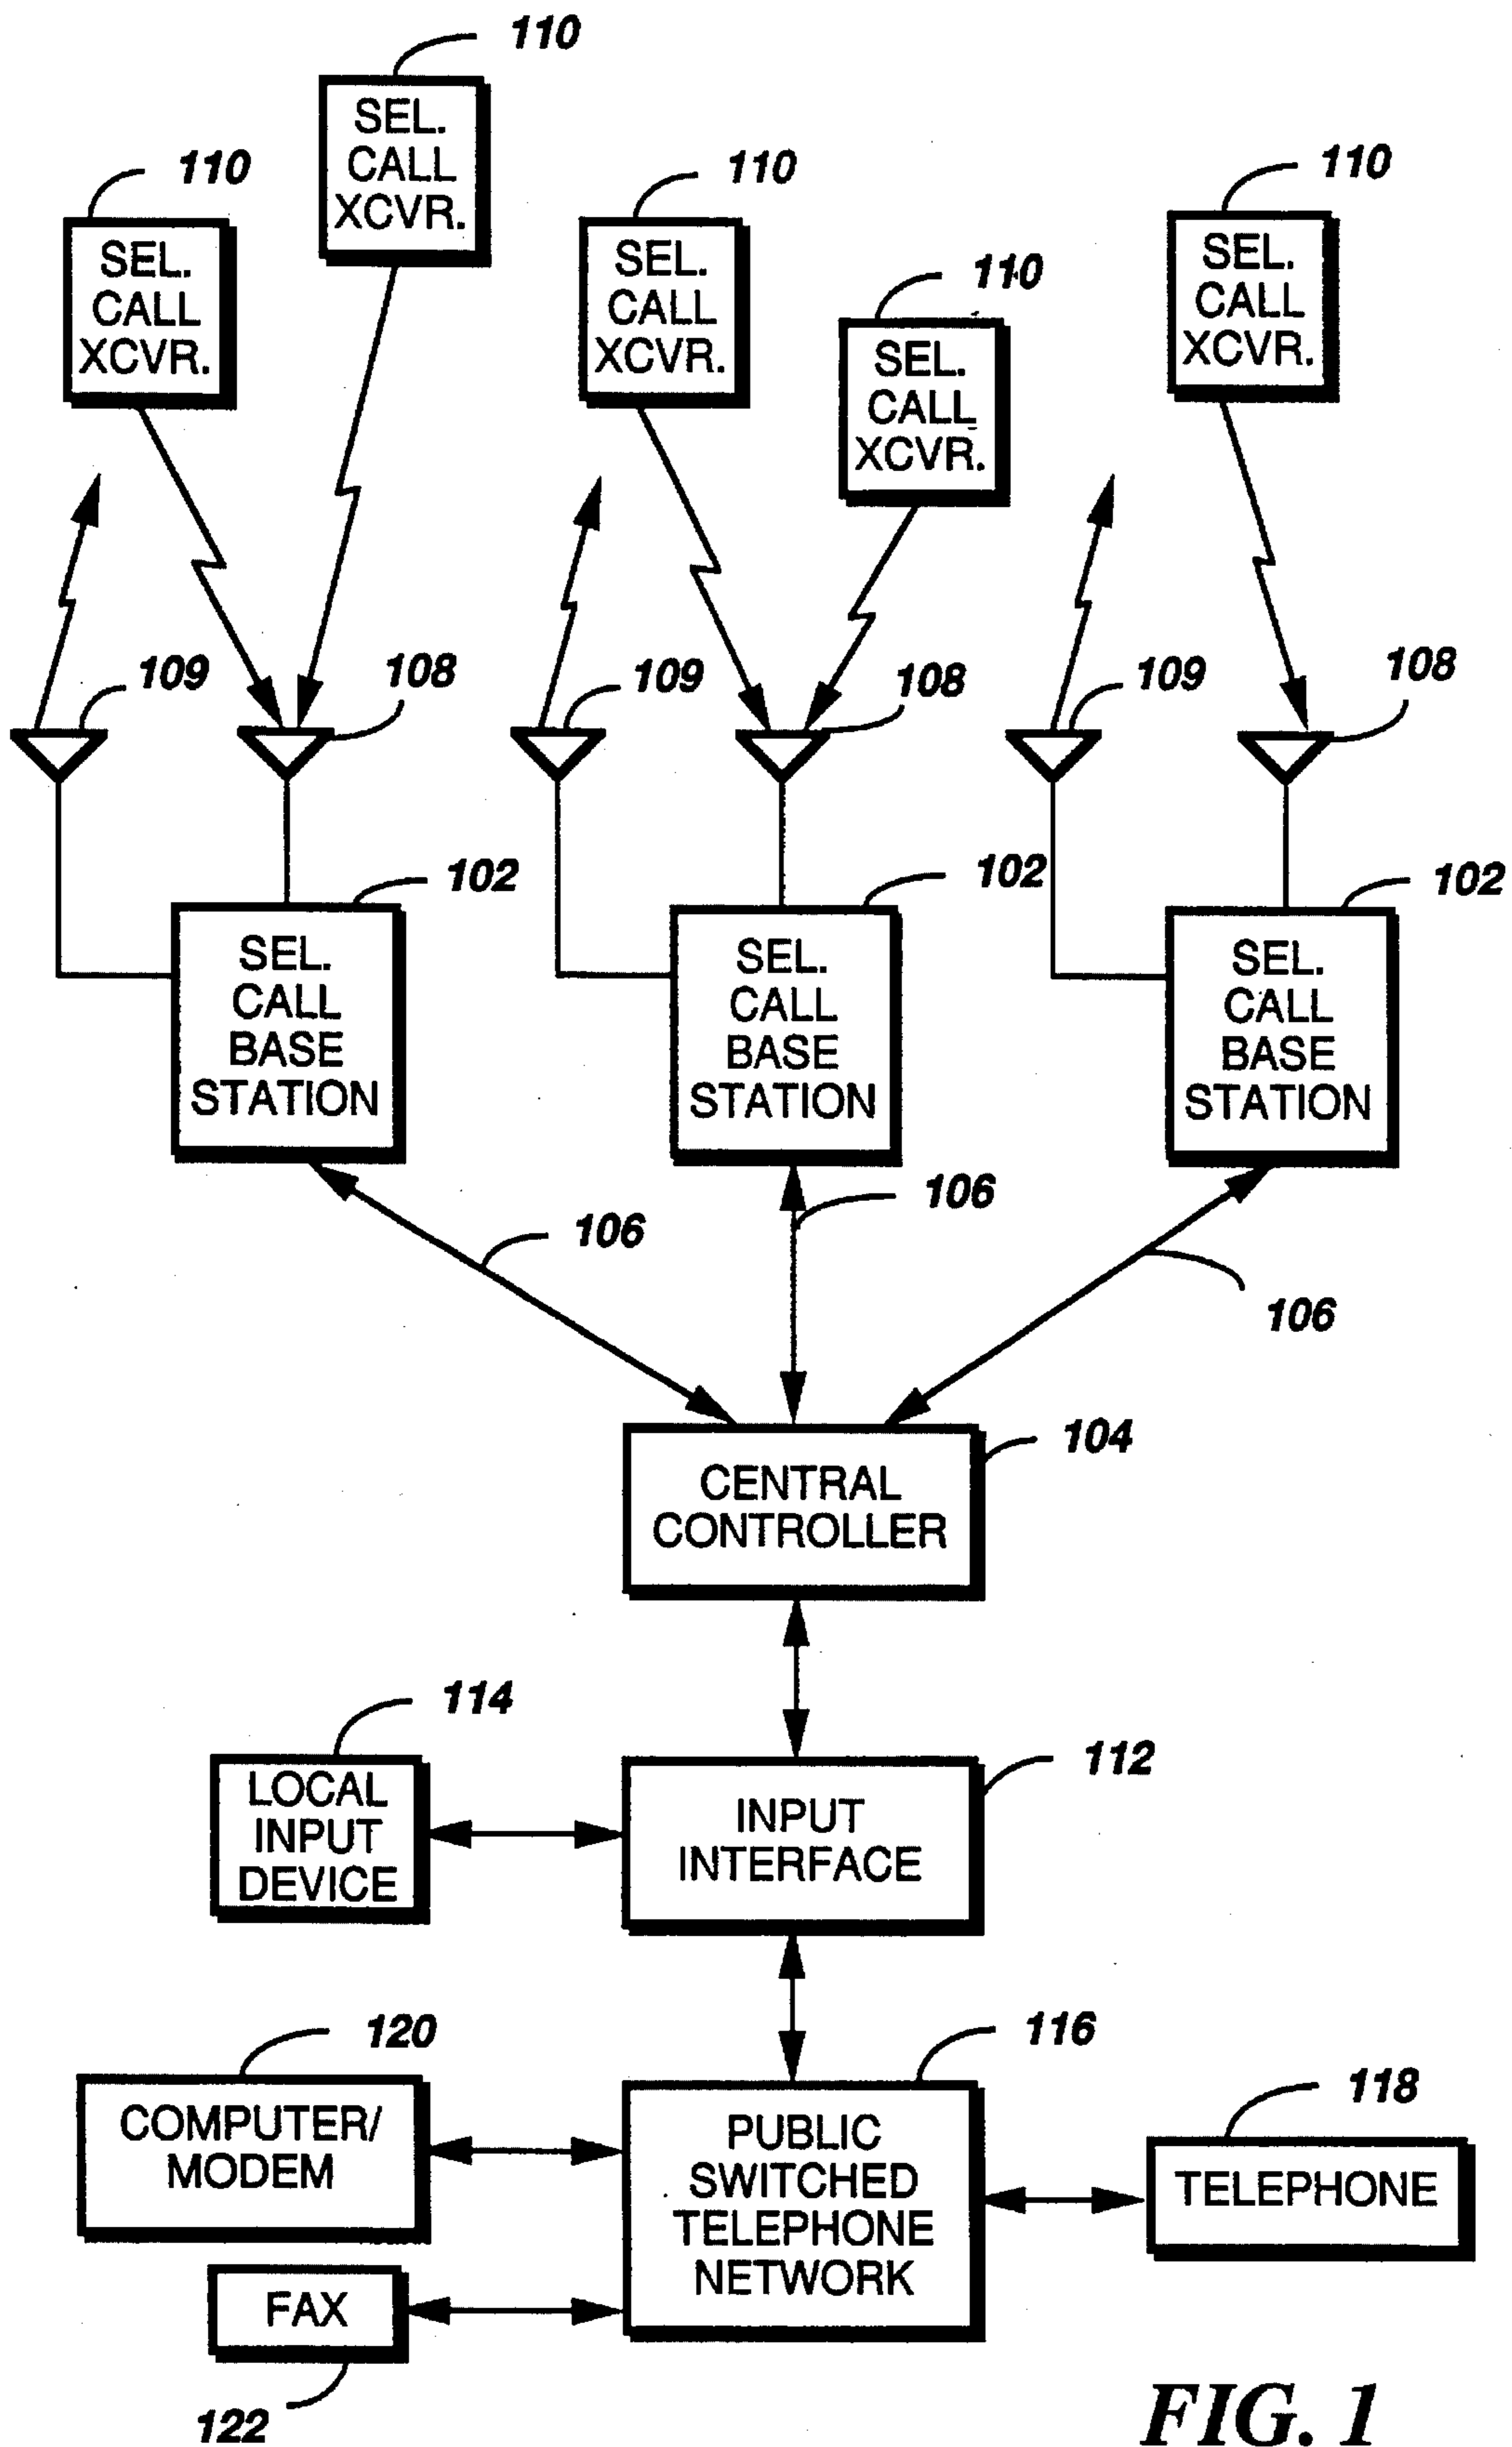 110
SEL.
CALL
XCVR.
110
SEL.
CALL
XCVR.
110
SEL.
CALL
XCVR.
110
SEL.
CALL
XCVR.
110
SEL.
CALL
XCVR.
109
108
109
108
109
108
102
SEL.
CALL
BASE
STATION
102
SEL.
CALL
BASE
STATION
102
SEL.
CALL
BASE
STATION
106
106
106
104
CENTRAL
CONTROLLER
114
LOCAL
INPUT
DEVICE
112
INPUT
INTERFACE
120
COMPUTER/
MODEM
116
PUBLIC
SWITCHED
TELEPHONE
NETWORK
118
TELEPHONE
FAX
122
FIG. 1